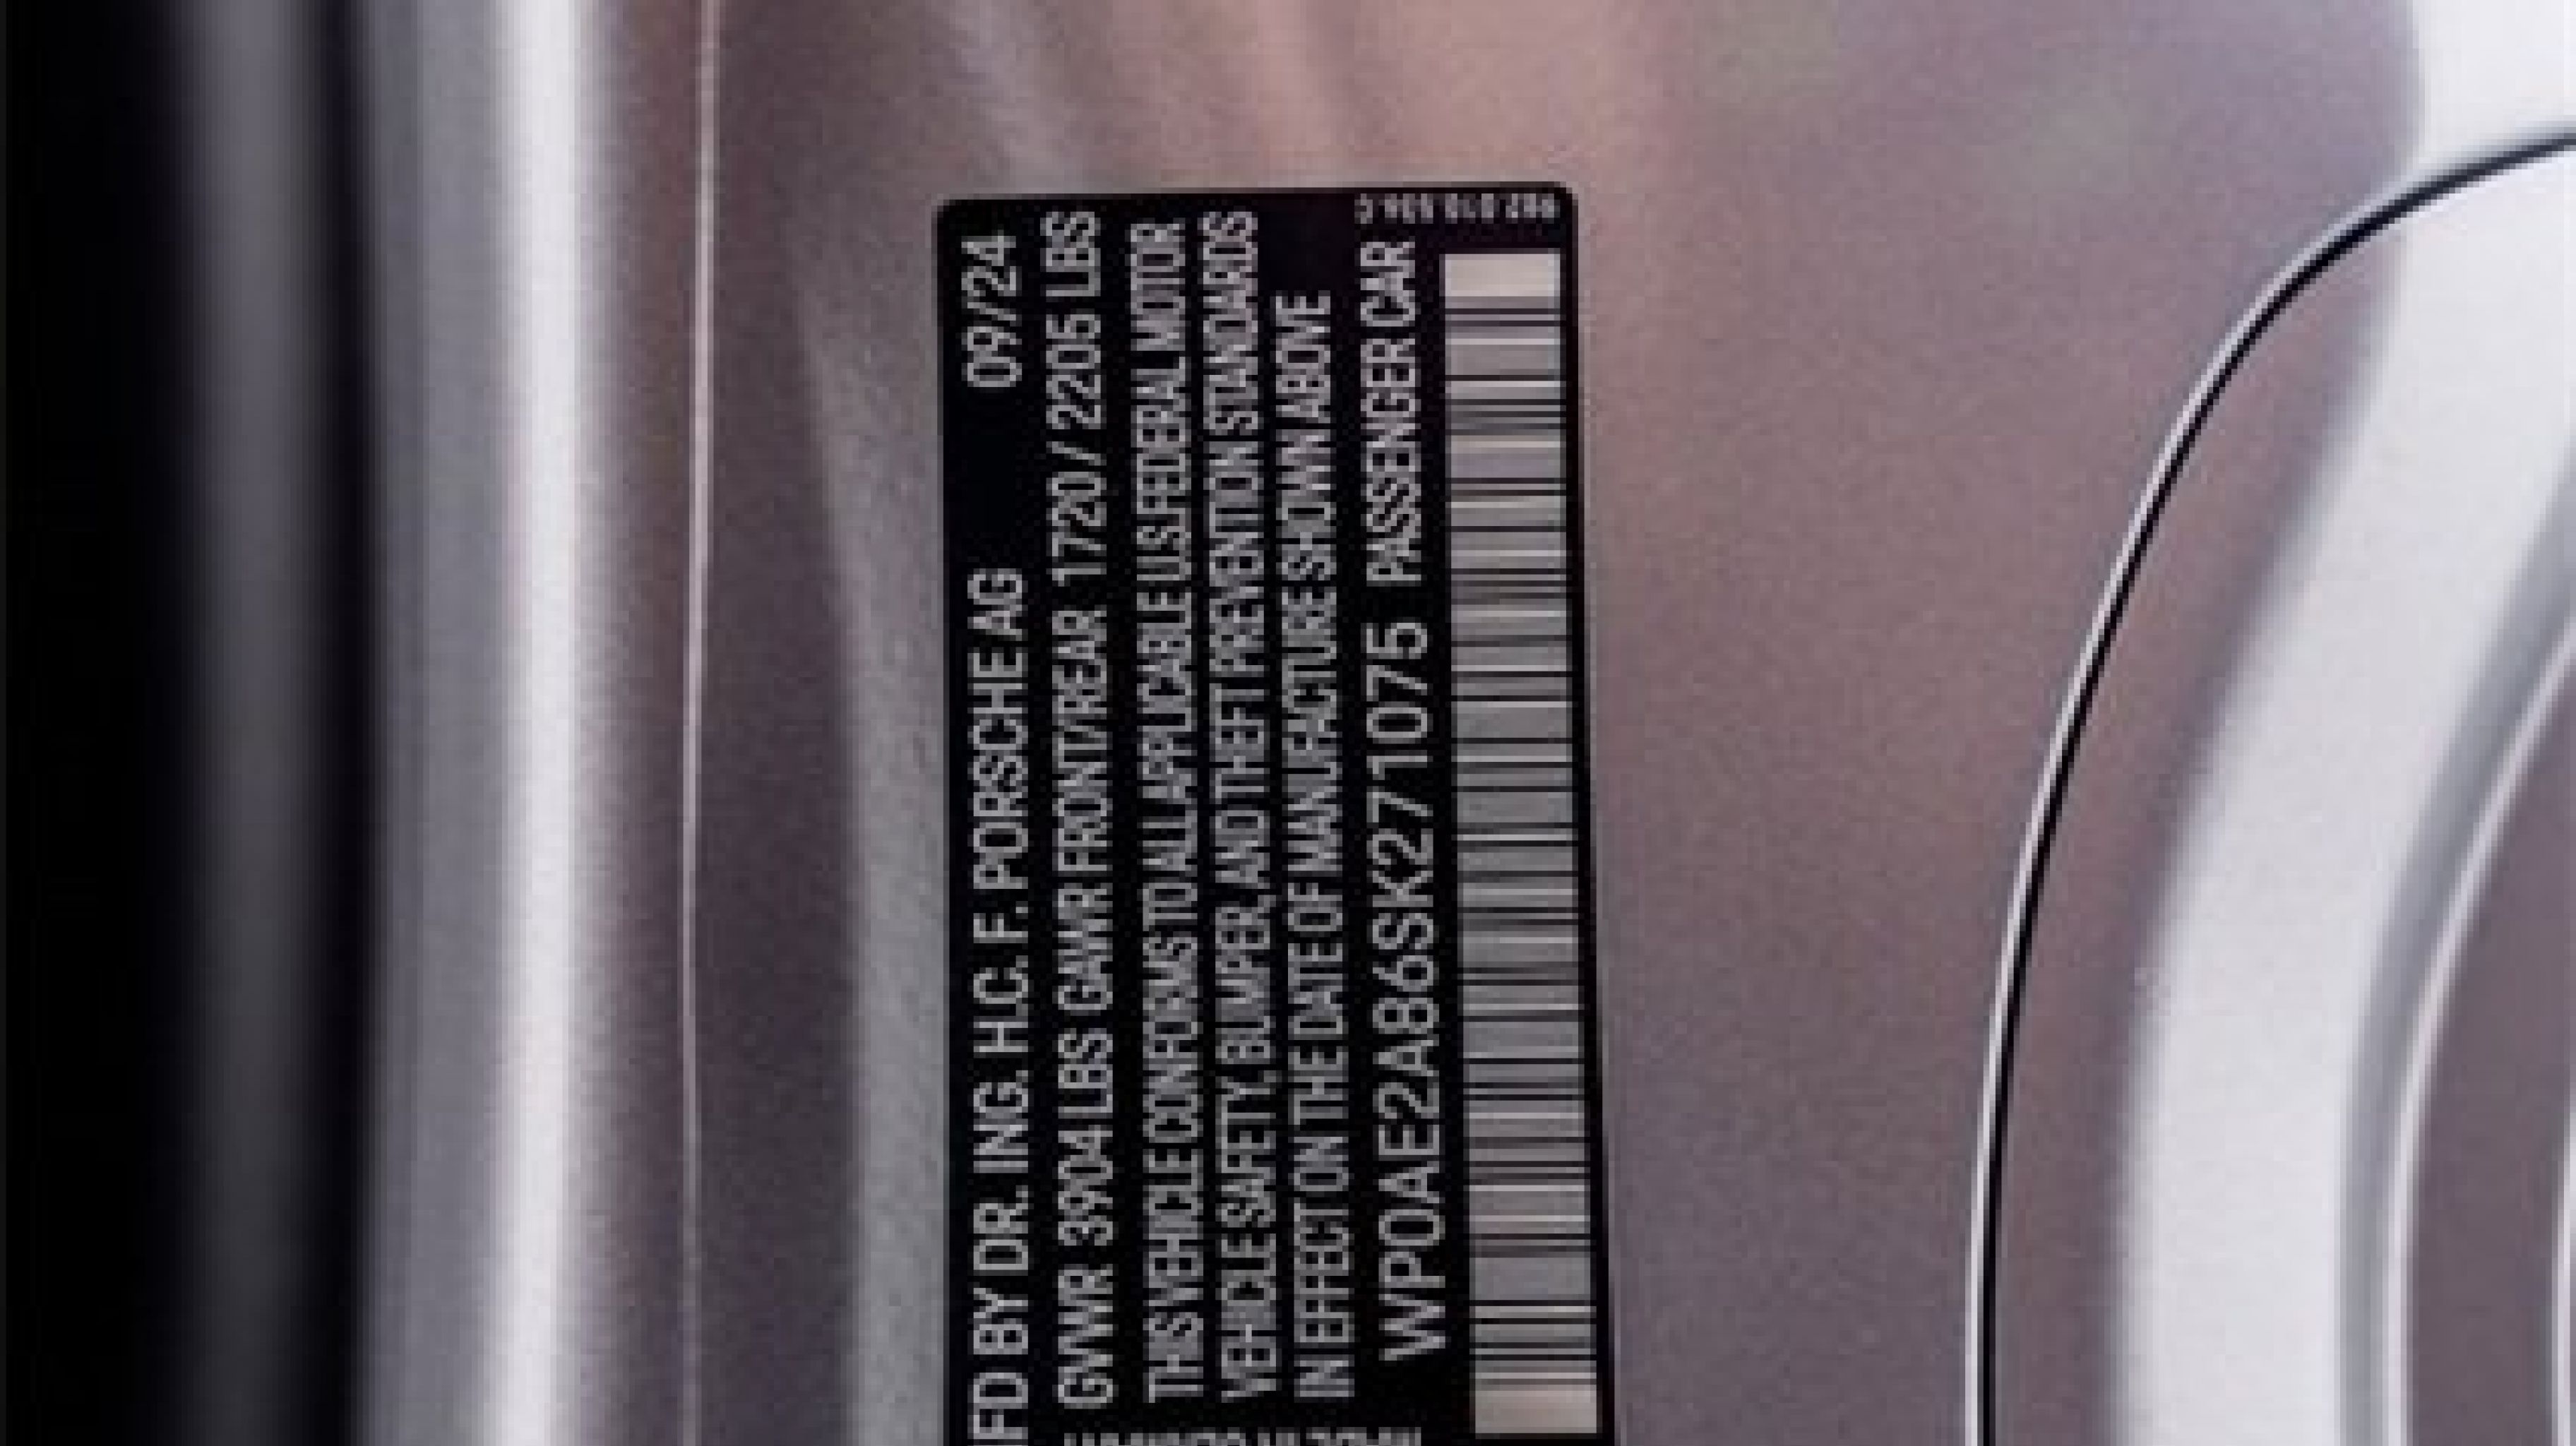 MFD BY DR. ING. H.C. F. PORSCHE AG 09/24
GVWR 3904 LBS GAWR FRONT/REAR 1720 / 2205 LBS
THIS VEHICLE CONFORMS TO ALL APPLICABLE U.S. FEDERAL MOTOR
VEHICLE SAFETY, BUMPER, AND THEFT PREVENTION STANDARDS
IN EFFECT ON THE DATE OF MANUFACTURE SHOWN ABOVE
WP0AE2A86SK271075 PASSENGER CAR